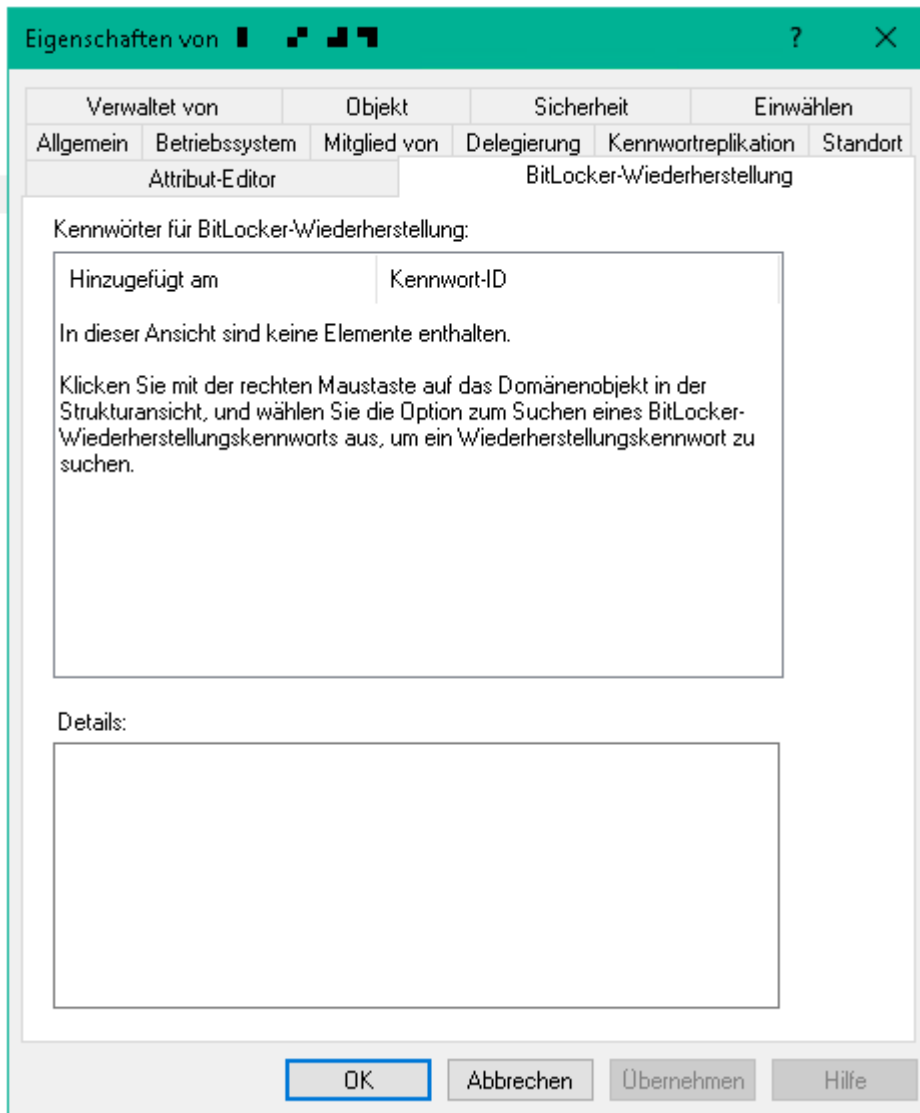 Eigenschaften von
?
Verwaltet von Objekt Sicherheit Einwählen
Allgemein Betriebssystem Mitglied von Delegierung Kennwortreplikation Standort
Attribut-Editor BitLocker-Wiederherstellung
Kennwörter für BitLocker-Wiederherstellung:
Hinzugefügt am Kennwort-ID
In dieser Ansicht sind keine Elemente enthalten.
Klicken Sie mit der rechten Maustaste auf das Domänenobjekt in der
Strukturansicht, und wählen Sie die Option zum Suchen eines BitLocker-
Wiederherstellungskennworts aus, um ein Wiederherstellungskennwort zu
suchen.
Details:
OK Abbrechen Übernehmen Hilfe